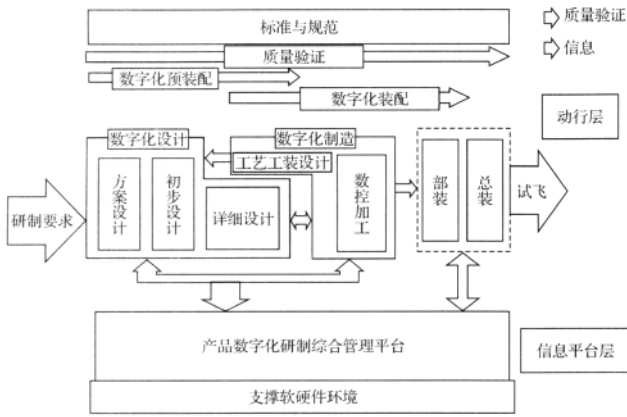 标准与规范
质量验证
信息
质量验证
数字化预装配
数字化装配
动行层
数字化设计
数字化制造
工艺工装设计
研制要求
方案设计
初步设计
详细设计
数控加工
部装
总装
试飞
产品数字化研制综合管理平台
信息平台层
支撑软硬件环境